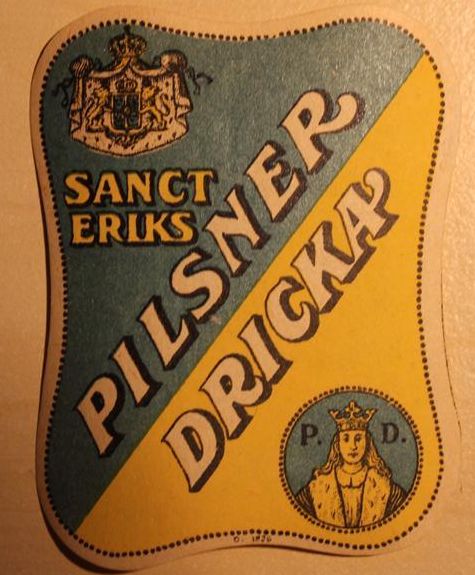 SANCT
ERIKS
PILSNER
DRICKA
P. D.